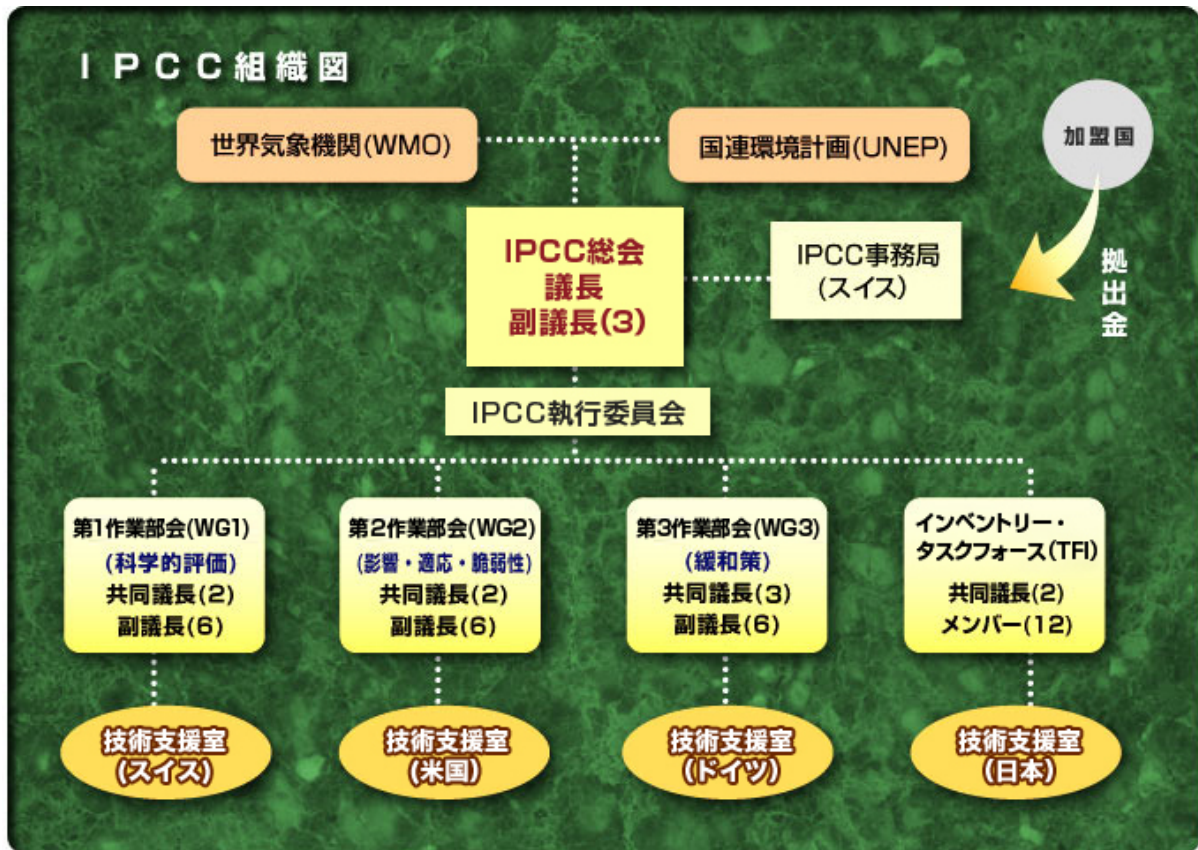 IPCC組織図
世界気象機関(WMO)
国連環境計画(UNEP)
加盟国
IPCC総会
議長
副議長(3)
IPCC事務局
(スイス)
拠出金
IPCC執行委員会
第1作業部会(WG1)
(科学的評価)
共同議長(2)
副議長(6)
第2作業部会(WG2)
(影響・適応・脆弱性)
共同議長(2)
副議長(6)
第3作業部会(WG3)
(緩和策)
共同議長(3)
副議長(6)
インベントリー・
タスクフォース(TFI)
共同議長(2)
メンバー(12)
技術支援室
(スイス)
技術支援室
(米国)
技術支援室
(ドイツ)
技術支援室
(日本)